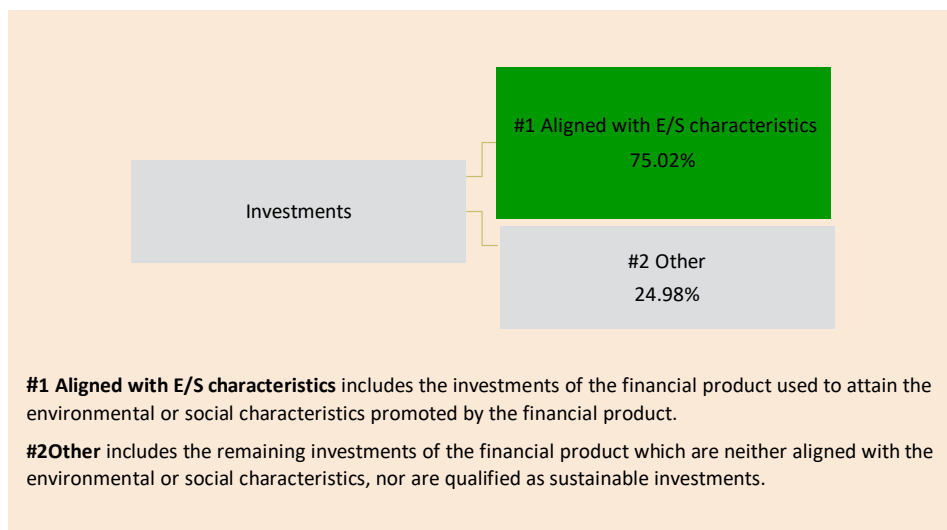 #1 Aligned with E/S characteristics
75.02%
Investments
#2 Other
24.98%
#1 Aligned with E/S characteristics includes the investments of the financial product used to attain the
environmental or social characteristics promoted by the financial product.
#2Other includes the remaining investments of the financial product which are neither aligned with the
environmental or social characteristics, nor are qualified as sustainable investments.